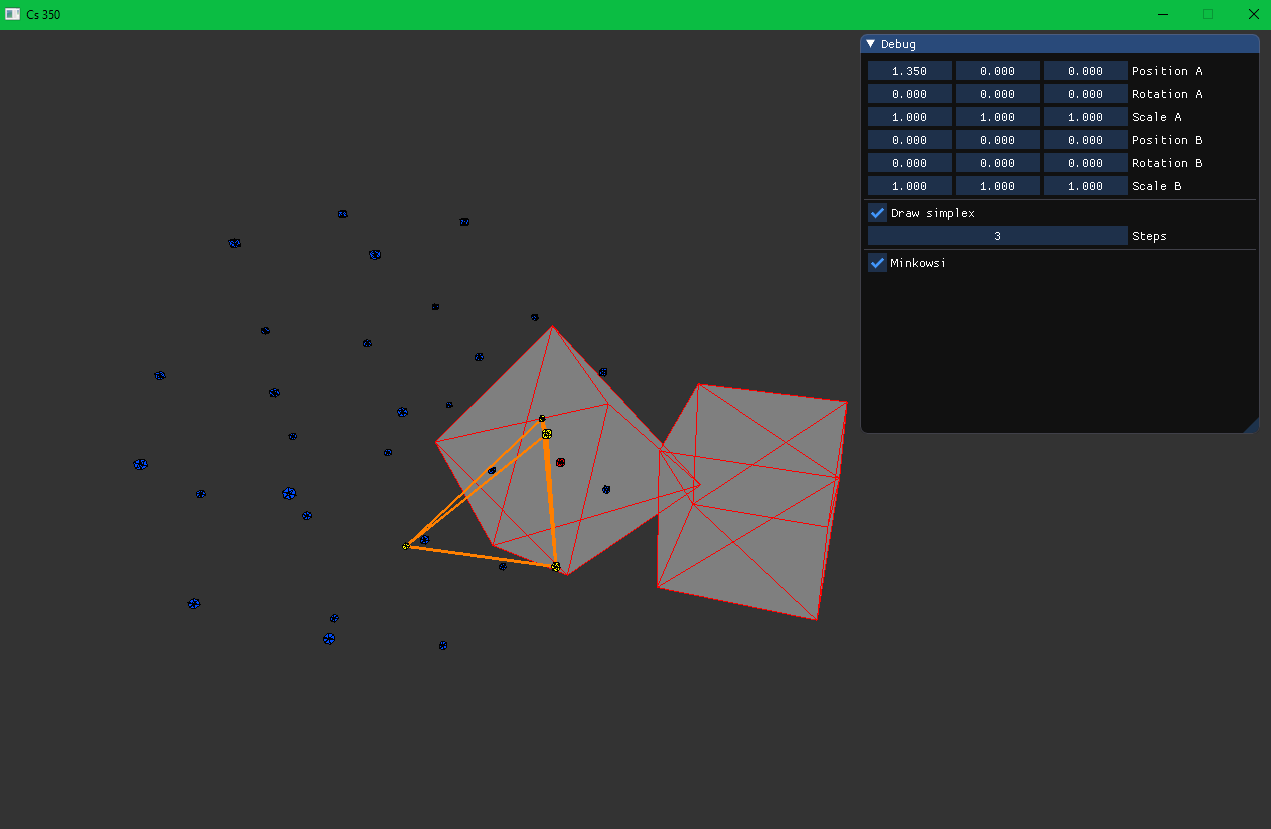 Cs 350
Debug
1.350 0.000 0.000 Position A
0.000 0.000 0.000 Rotation A
1.000 1.000 1.000 Scale A
0.000 0.000 0.000 Position B
0.000 0.000 0.000 Rotation B
1.000 1.000 1.000 Scale B
Draw simplex
3 Steps
Minkowsi